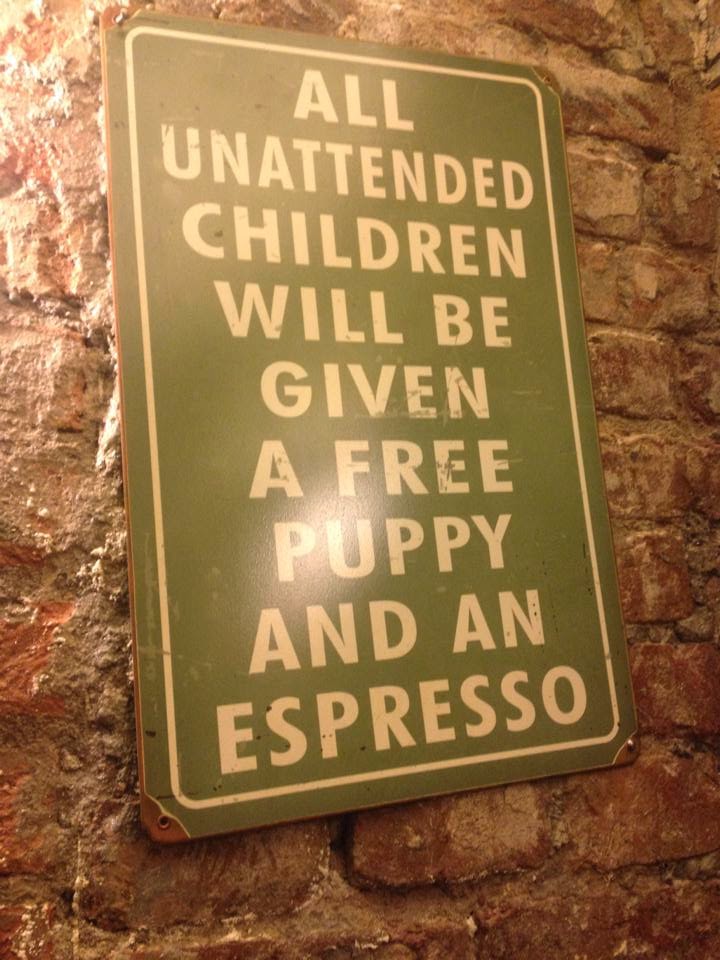 ALL
UNATTENDED
CHILDREN
WILL BE
GIVEN
A FREE
PUPPY
AND AN
ESPRESSO